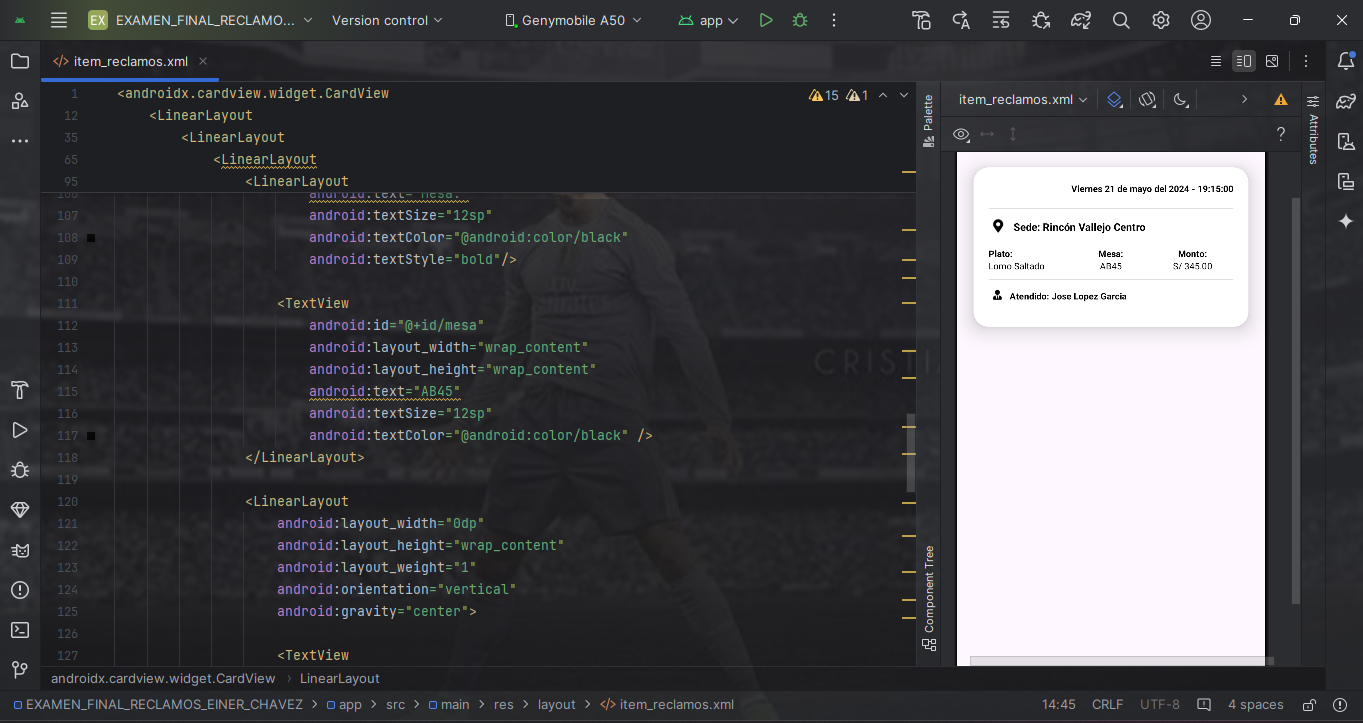 EX EXAMEN_FINAL_RECLAMO... Version control Genymobile A50 app
item_reclamos.xml
1 <androidx.cardview.widget.CardView 15 1
12 <LinearLayout
35 <LinearLayout
65 <LinearLayout
95 <LinearLayout
106 android:text="Mesa:"
107 android:textSize="12sp"
108 android:textColor="@android:color/black"
109 android:textStyle="bold"/>
110
111 <TextView
112 android:id="@+id/mesa"
113 android:layout_width="wrap_content"
114 android:layout_height="wrap_content"
115 android:text="AB45"
116 android:textSize="12sp"
117 android:textColor="@android:color/black" />
118 </LinearLayout>
119
120 <LinearLayout
121 android:layout_width="0dp"
122 android:layout_height="wrap_content"
123 android:layout_weight="1"
124 android:orientation="vertical"
125 android:gravity="center">
126
127 <TextView
CRISTIA
Palette
Component Tree
item_reclamos.xml
?
Attributes
Viernes 21 de mayo del 2024 - 19:15:00
Sede: Rincón Vallejo Centro
Plato: Mesa: Monto:
Lomo Saltado AB45 S/ 345.00
Atendido: Jose Lopez Garcia
androidx.cardview.widget.CardView › LinearLayout
EXAMEN_FINAL_RECLAMOS_EINER_CHAVEZ > app > src > main > res > layout > item_reclamos.xml 14:45 CRLF UTF-8 4 spaces